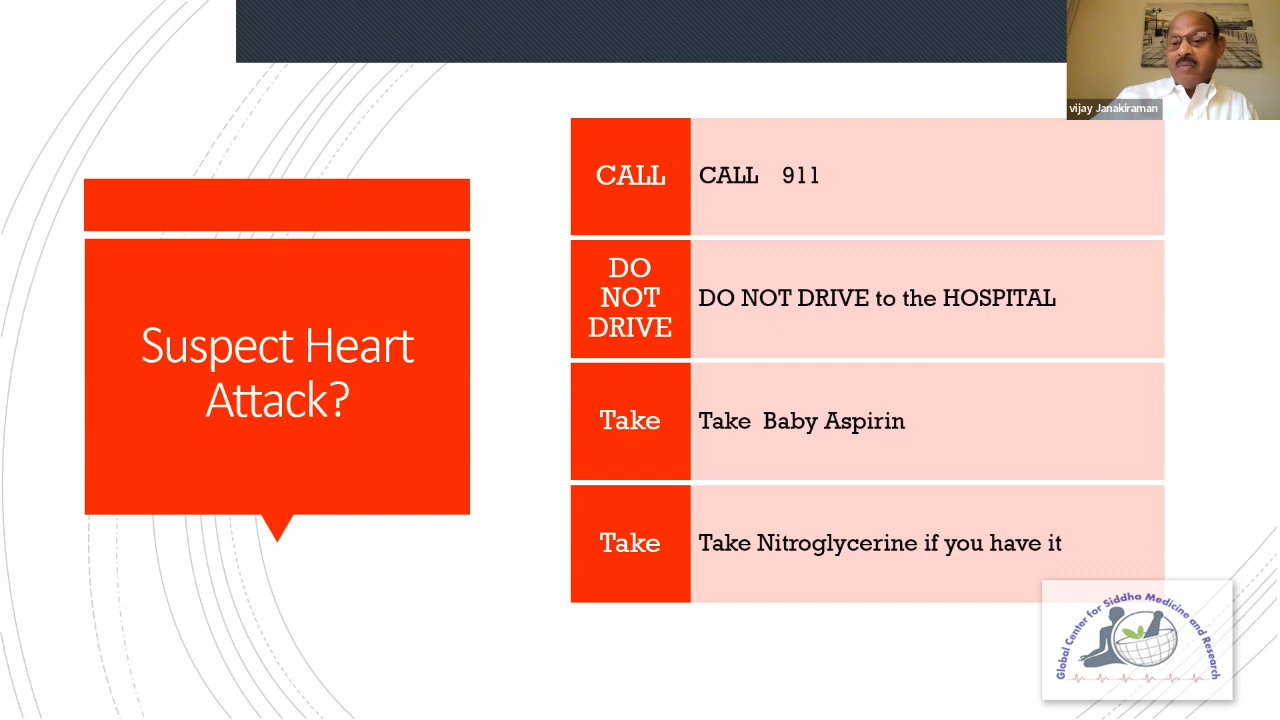 vijay Janakiraman
Suspect Heart
Attack?
CALL
CALL 911
DO
NOT
DRIVE
DO NOT DRIVE to the HOSPITAL
Take
Take Baby Aspirin
Take
Take Nitroglycerine if you have it
Global Center for Siddha Medicine and Research